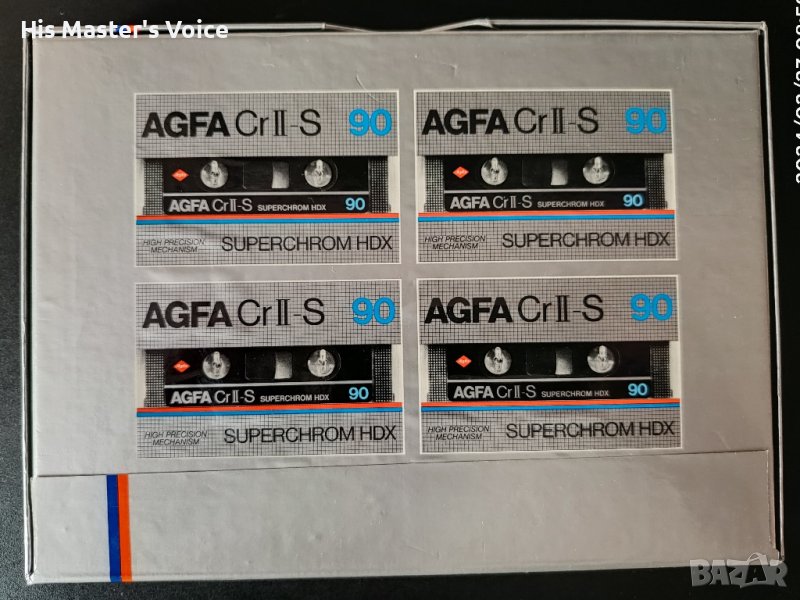 His Master's Voice
AGFA CrII-S 90
AGFA CrII-S SUPERCHROM HDX 90
HIGH PRECISION
MECHANISM
SUPERCHROM HDX
AGFA CrII-S 90
AGFA CrII-S SUPERCHROM HDX 90
HIGH PRECISION
MECHANISM
SUPERCHROM HDX
AGFA CrII-S 90
AGFA CrII-S SUPERCHROM HDX 90
HIGH PRECISION
MECHANISM
SUPERCHROM HDX
AGFA CrII-S 90
AGFA CrII-S SUPERCHROM HDX 90
HIGH PRECISION
MECHANISM
SUPERCHROM HDX
BAZAR